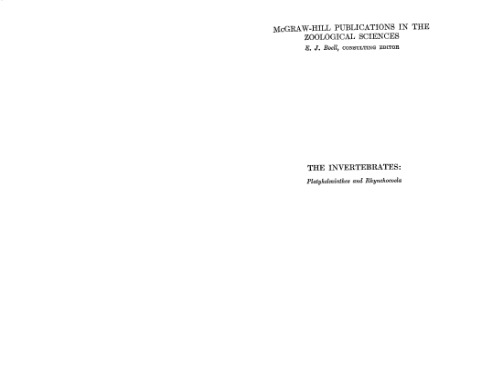 McGRAW-HILL PUBLICATIONS IN THE
ZOOLOGICAL SCIENCES
E. J. Boell, CONSULTING EDITOR
THE INVERTEBRATES:
Platyhelminthes and Rhynchocoela